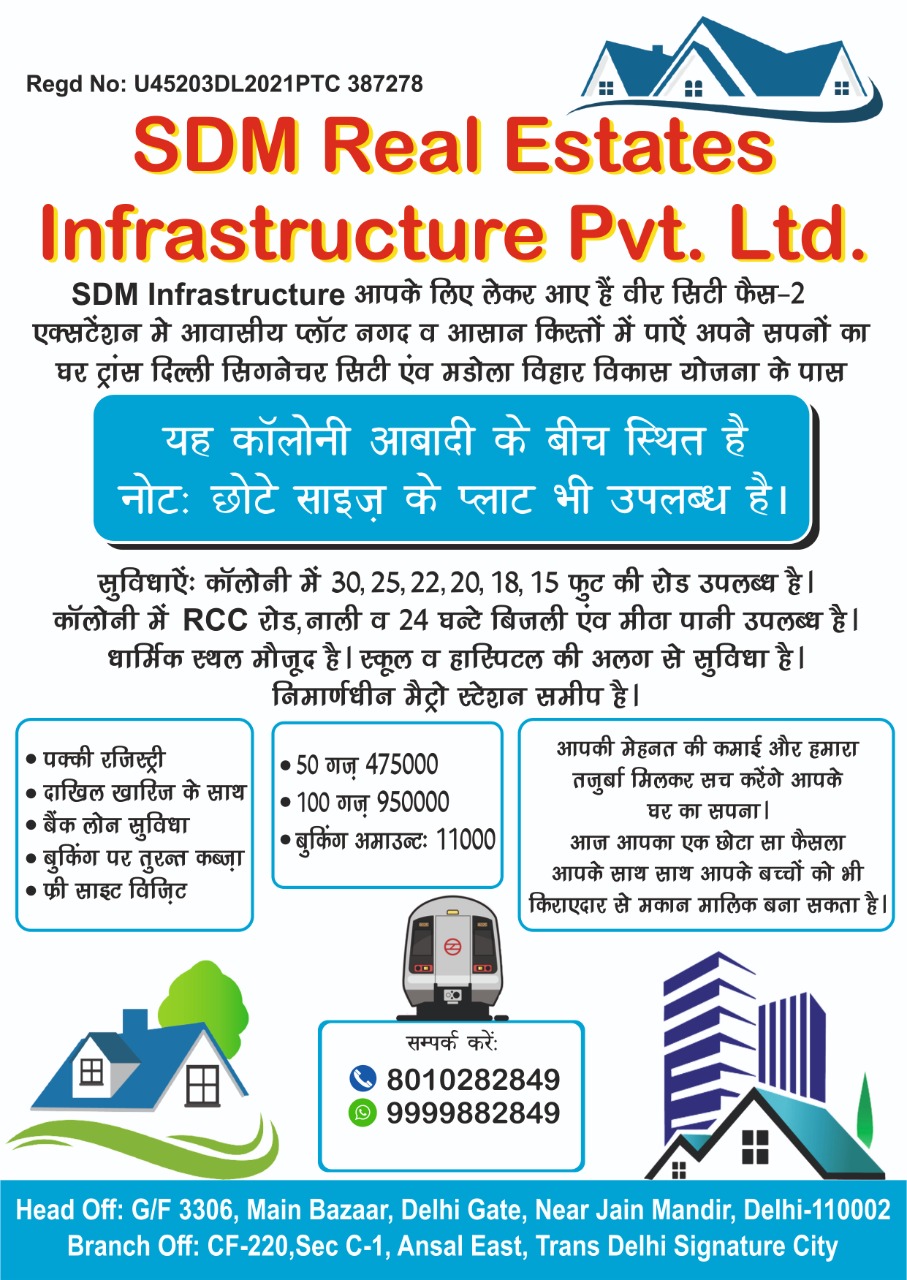 Regd No: U45203DL2021PTC 387278
SDM Real Estates
Infrastructure Pvt. Ltd.
SDM Infrastructure आपके लिए लेकर आए हैं वीर सिटी फैस-2
एक्सटेंशन मे आवासीय प्लॉट नगद व आसान किस्तों में पाऐं अपने सपनों का
घर ट्रांस दिल्ली सिगनेचर सिटी एंव मडोला विहार विकास योजना के पास
यह कॉलोनी आबादी के बीच स्थित है
नोटः छोटे साइज़ के प्लाट भी उपलब्ध है।
सुविधाऐंः कॉलोनी में 30, 25, 22, 20, 18, 15 फुट की रोड उपलब्ध है।
कॉलोनी में RCC रोड,नाली व 24 घन्टे बिजली एंव मीठा पानी उपलब्ध है।
धार्मिक स्थल मौजूद है। स्कूल व हास्पिटल की अलग से सुविधा है।
निमार्णधीन मैट्रो स्टेशन समीप है।
• पक्की रजिस्ट्री
• दाखिल खारिज के साथ
• बैंक लोन सुविधा
• बुकिंग पर तुरन्त कब्ज़ा
• फ्री साइट विज़िट
• 50 गज़ 475000
• 100 गज़ 950000
• बुकिंग अमाउन्टः 11000
आपकी मेहनत की कमाई और हमारा
तजुर्बा मिलकर सच करेंगे आपके
घर का सपना।
आज आपका एक छोटा सा फैसला
आपके साथ साथ आपके बच्चों को भी
किराएदार से मकान मालिक बना सकता है।
सम्पर्क करें:
8010282849
9999882849
Head Off: G/F 3306, Main Bazaar, Delhi Gate, Near Jain Mandir, Delhi-110002
Branch Off: CF-220,Sec C-1, Ansal East, Trans Delhi Signature City